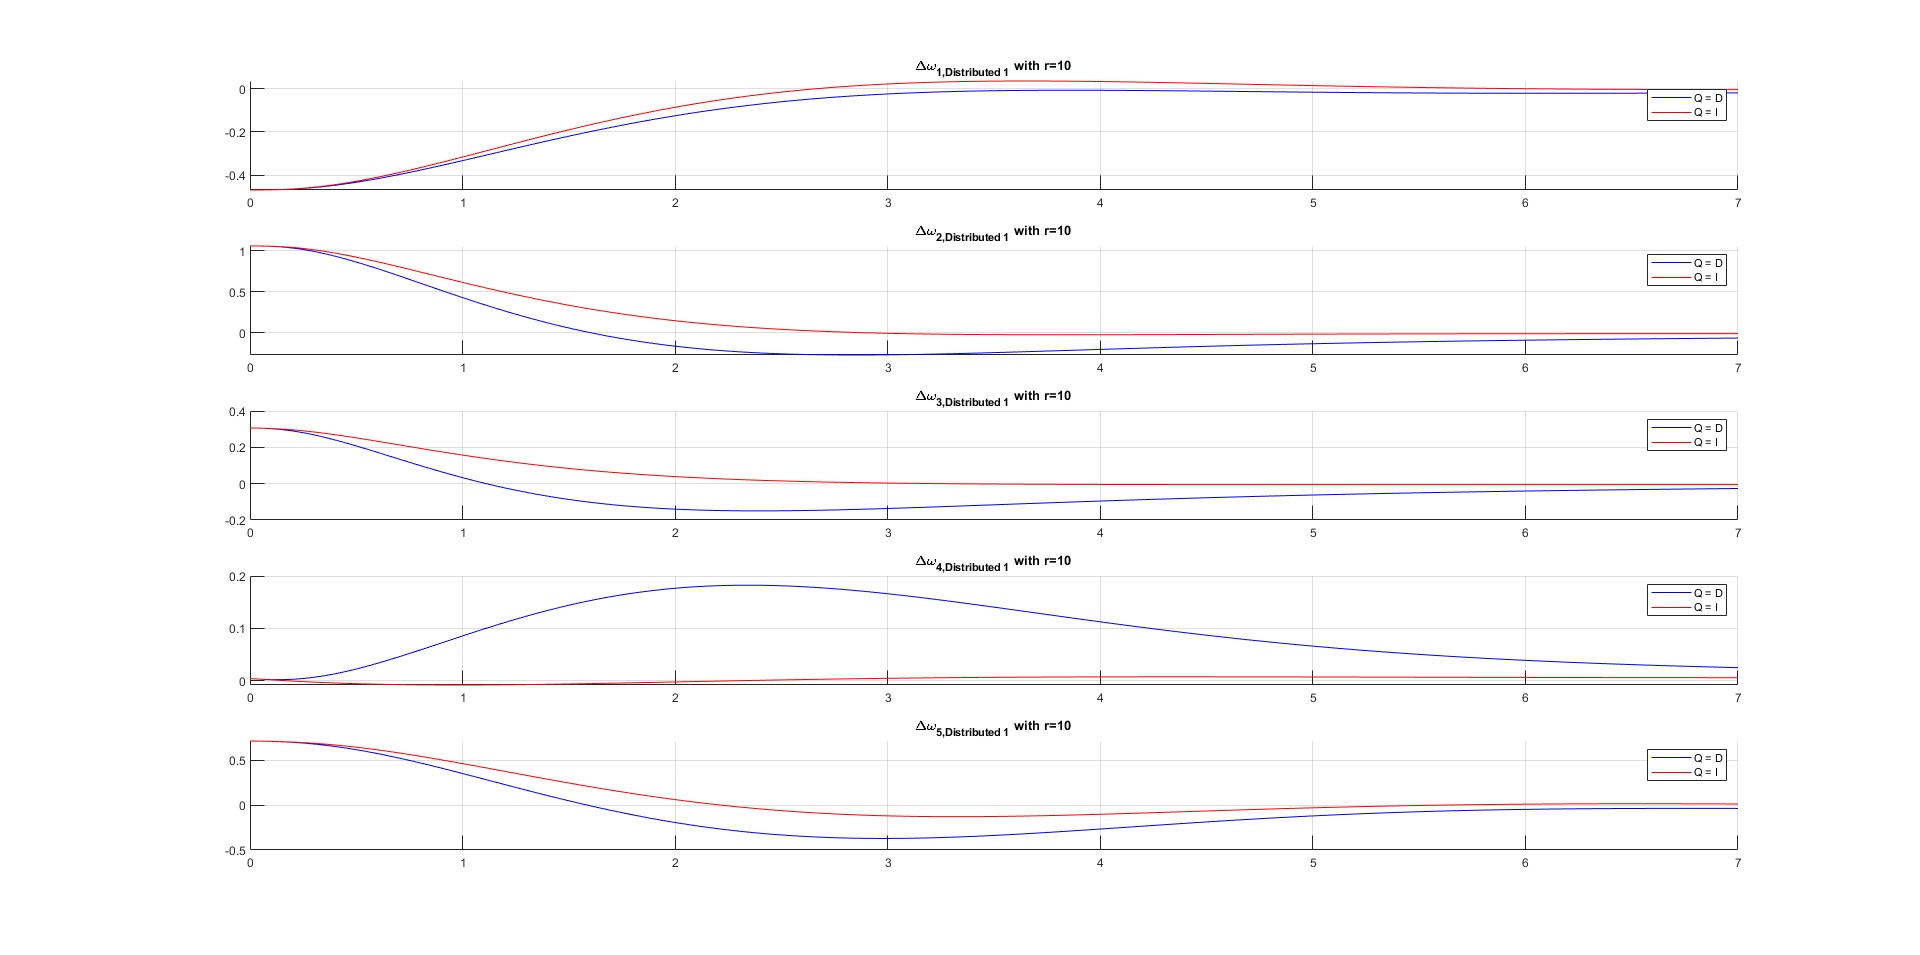 Δω1,Distributed 1 with r=10
0
-0.2
-0.4
Q = D
Q = I
0 1 2 3 4 5 6 7
Δω2,Distributed 1 with r=10
1
0.5
0
Q = D
Q = I
0 1 2 3 4 5 6 7
Δω3,Distributed 1 with r=10
0.4
0.2
0
-0.2
Q = D
Q = I
0 1 2 3 4 5 6 7
Δω4,Distributed 1 with r=10
0.2
0.1
0
Q = D
Q = I
0 1 2 3 4 5 6 7
Δω5,Distributed 1 with r=10
0.5
0
-0.5
Q = D
Q = I
0 1 2 3 4 5 6 7